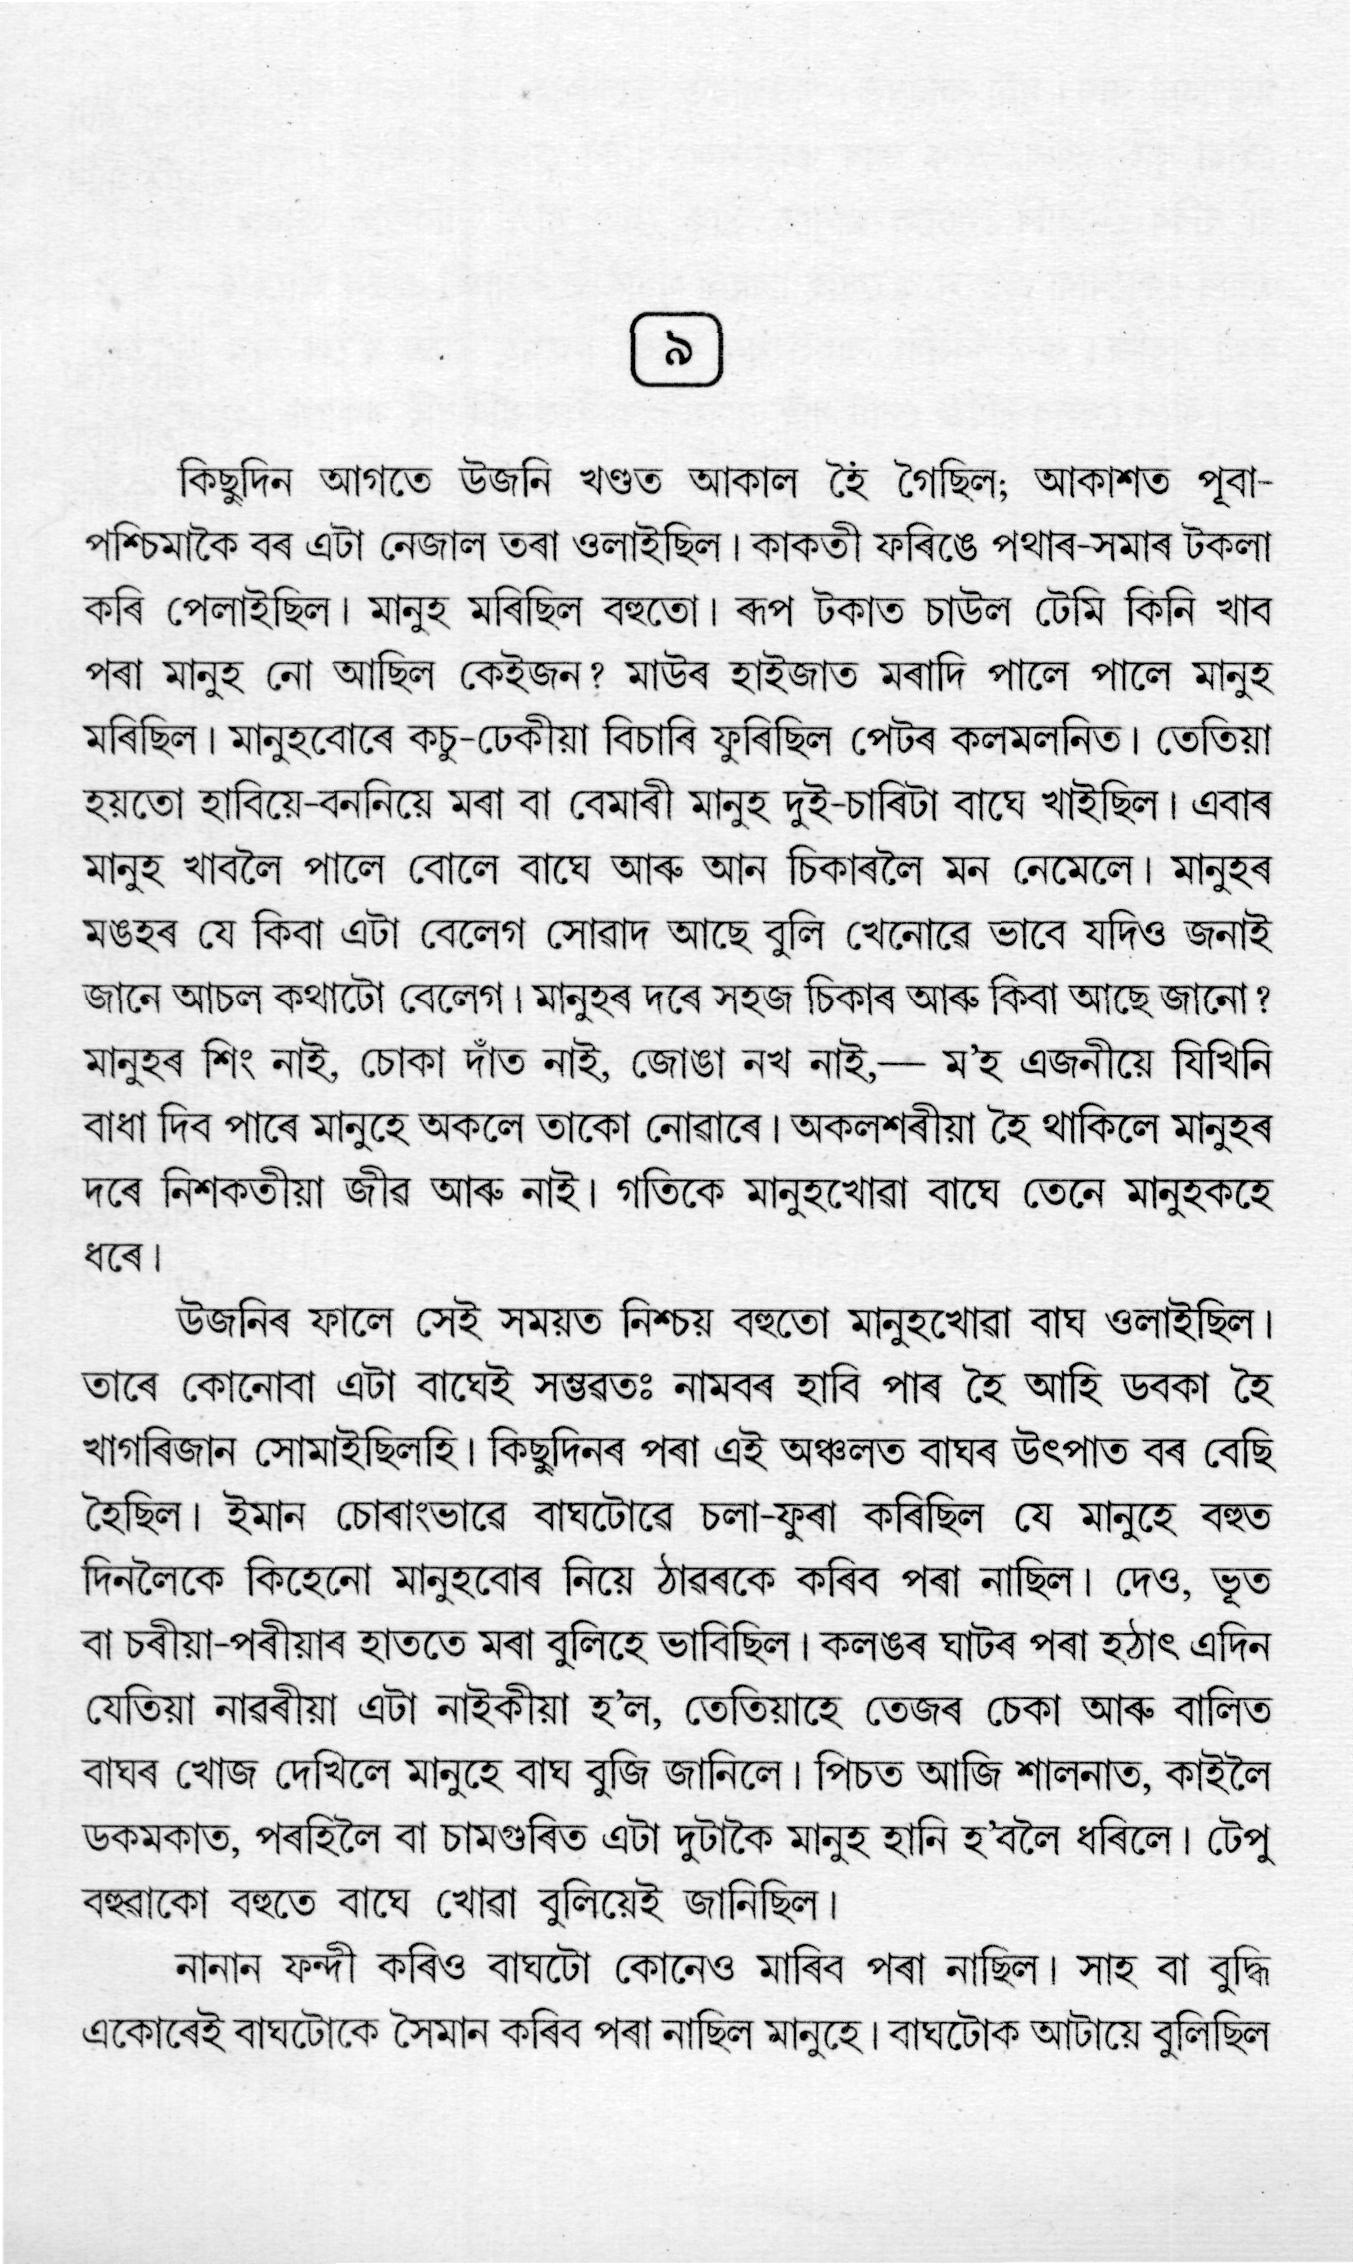 ৯
কিছুদিন আগতে উজনি খণ্ডত আকাল হৈ গৈছিল; আকাশত পূবা-
পশ্চিমাকৈ বৰ এটা নেজাল তৰা ওলাইছিল। কাকতী ফৰিঙে পথাৰ-সমাৰ টকলা
কৰি পেলাইছিল। মানুহ মৰিছিল বহুতো। ৰূপ টকাত চাউল টেমি কিনি খাব
পৰা মানুহ নো আছিল কেইজন? মাউৰ হাইজাত মৰাদি পালে পালে মানুহ
মৰিছিল। মানুহবোৰে কচু-ঢেকীয়া বিচাৰি ফুৰিছিল পেটৰ কলমলনিত। তেতিয়া
হয়তো হাবিয়ে-বননিয়ে মৰা বা বেমাৰী মানুহ দুই-চাৰিটা বাঘে খাইছিল। এবাৰ
মানুহ খাবলৈ পালে বোলে বাঘে আৰু আন চিকাৰলৈ মন নেমেলে। মানুহৰ
মঙহৰ যে কিবা এটা বেলেগ সোৱাদ আছে বুলি খেনোৱে ভাবে যদিও জনাই
জানে আচল কথাটো বেলেগ। মানুহৰ দৰে সহজ চিকাৰ আৰু কিবা আছে জানো?
মানুহৰ শিং নাই, চোকা দাঁত নাই, জোঙা নখ নাই,— ম’হ এজনীয়ে যিখিনি
বাধা দিব পাৰে মানুহে অকলে তাকো নোৱাৰে। অকলশৰীয়া হৈ থাকিলে মানুহৰ
দৰে নিশকতীয়া জীৱ আৰু নাই। গতিকে মানুহখোৱা বাঘে তেনে মানুহকহে
ধৰে।
উজনিৰ ফালে সেই সময়ত নিশ্চয় বহুতো মানুহখোৱা বাঘ ওলাইছিল।
তাৰে কোনোবা এটা বাঘেই সম্ভৱতঃ নামবৰ হাবি পাৰ হৈ আহি ডবকা হৈ
খাগৰিজান সোমাইছিলহি। কিছুদিনৰ পৰা এই অঞ্চলত বাঘৰ উৎপাত বৰ বেছি
হৈছিল। ইমান চোৰাংভাৱে বাঘটোৱে চলা-ফুৰা কৰিছিল যে মানুহে বহুত
দিনলৈকে কিহেনো মানুহবোৰ নিয়ে ঠাৱৰকে কৰিব পৰা নাছিল। দেও, ভূত
বা চৰীয়া-পৰীয়াৰ হাততে মৰা বুলিহে ভাবিছিল। কলঙৰ ঘাটৰ পৰা হঠাৎ এদিন
যেতিয়া নাৱৰীয়া এটা নাইকীয়া হ’ল, তেতিয়াহে তেজৰ চেকা আৰু বালিত
বাঘৰ খোজ দেখিলে মানুহে বাঘ বুজি জানিলে। পিচত আজি শালনাত, কাইলৈ
ডকমকাত, পৰহিলৈ বা চামগুৰিত এটা দুটাকৈ মানুহ হানি হ’বলৈ ধৰিলে। টেপু
বহুৱাকো বহুতে বাঘে খোৱা বুলিয়েই জানিছিল।
নানান ফন্দী কৰিও বাঘটো কোনেও মাৰিব পৰা নাছিল। সাহ বা বুদ্ধি
একোৰেই বাঘটোকে সৈমান কৰিব পৰা নাছিল মানুহে। বাঘটোক আটায়ে বুলিছিল